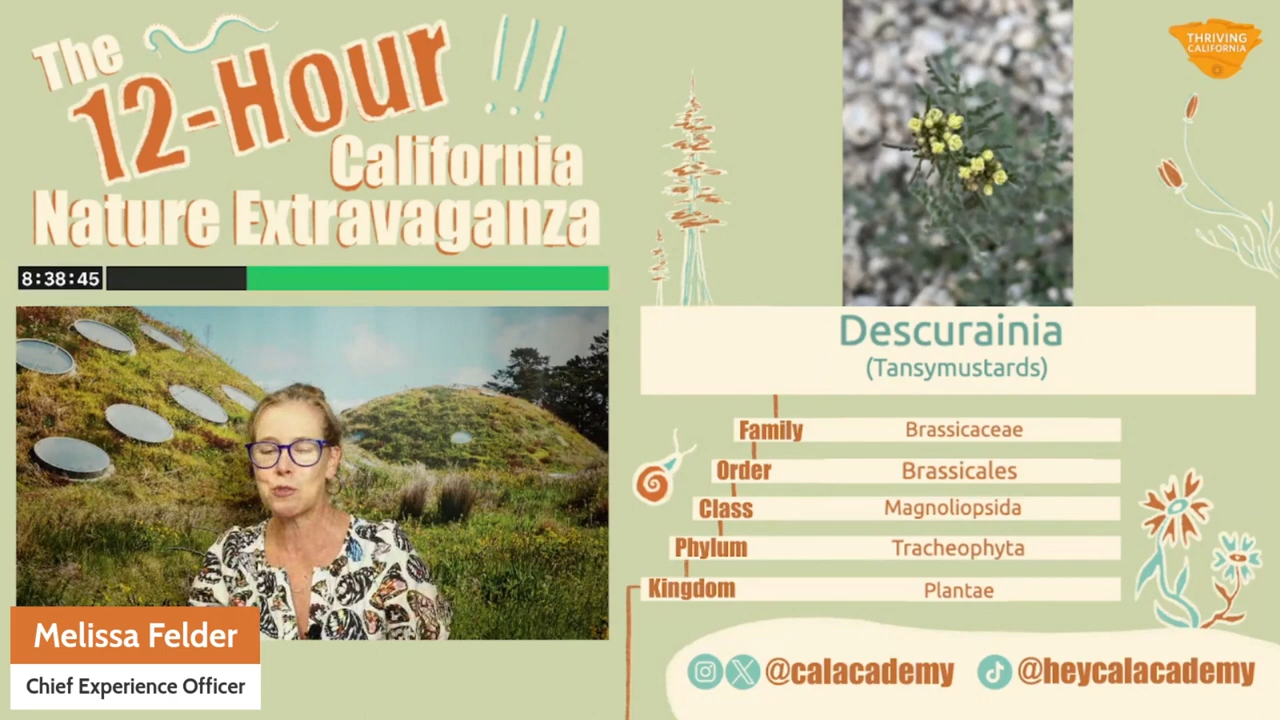 The
12-Hour
!!!
California
Nature Extravaganza
8:38:45
Melissa Felder
Chief Experience Officer
THRIVING
CALIFORNIA
Descurainia
(Tansymustards)
Family Brassicaceae
Order Brassicales
Class Magnoliopsida
Phylum Tracheophyta
Kingdom Plantae
@calacademy @heycalacademy